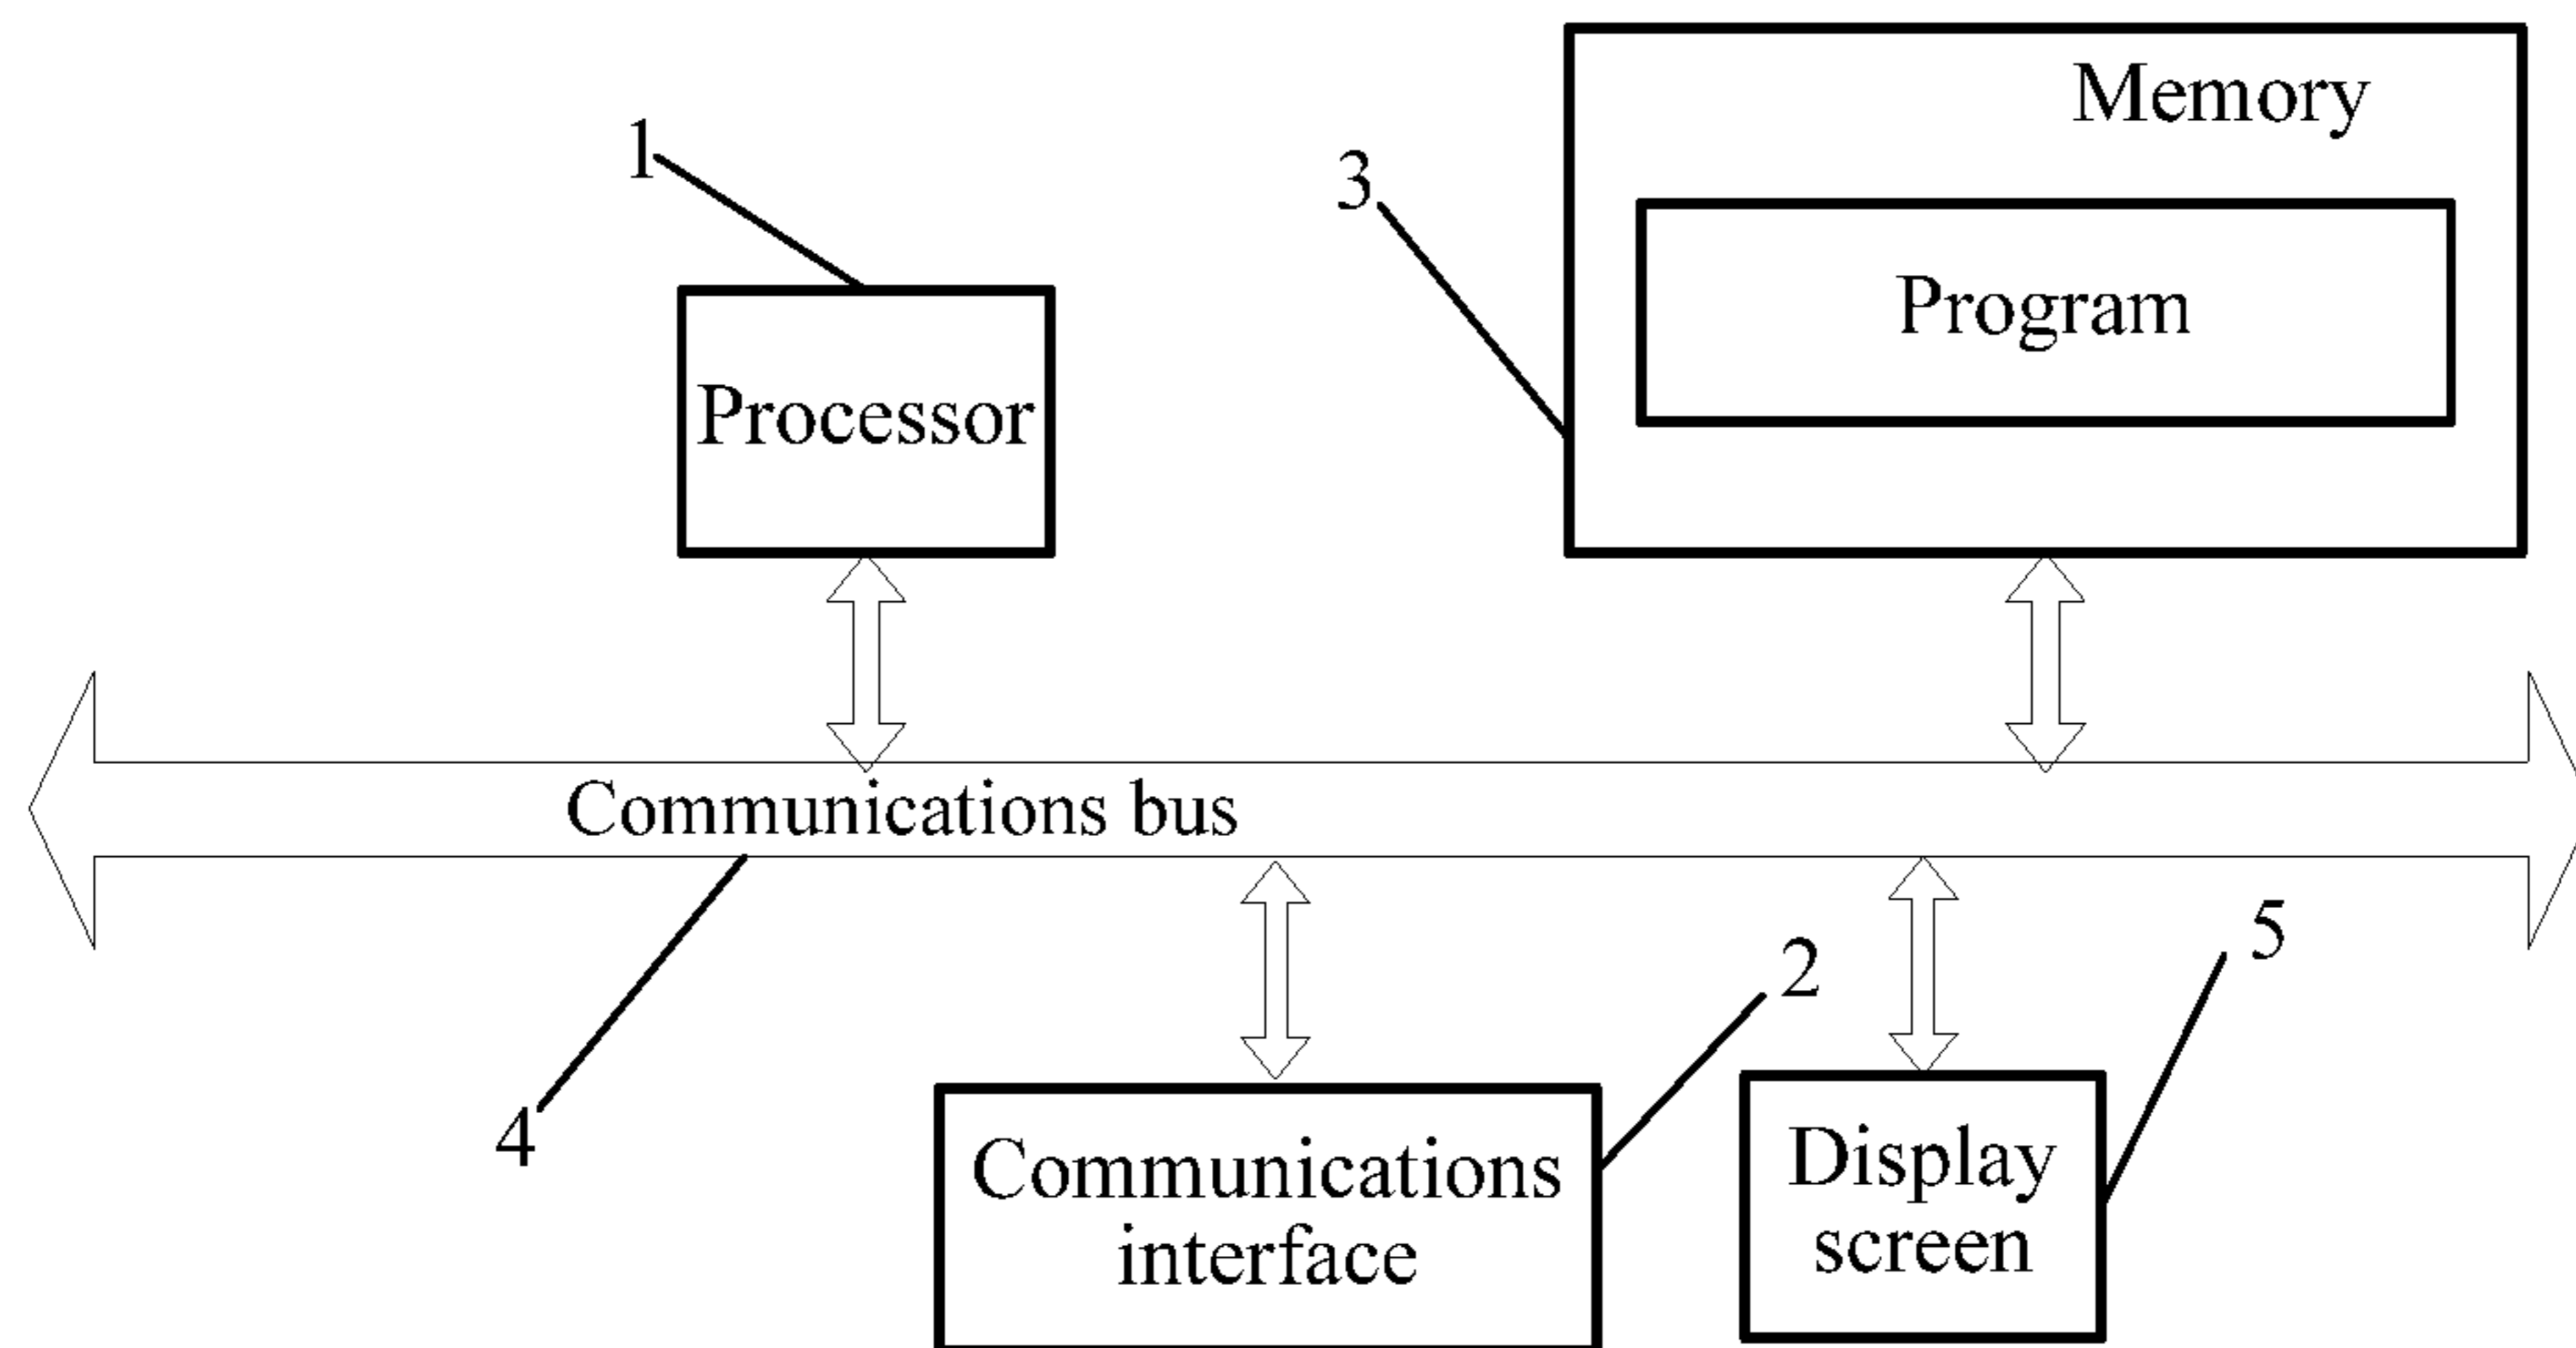 Memory
1
3
Program
Processor
Communications bus
5
2
4
Communications
interface
Display
screen